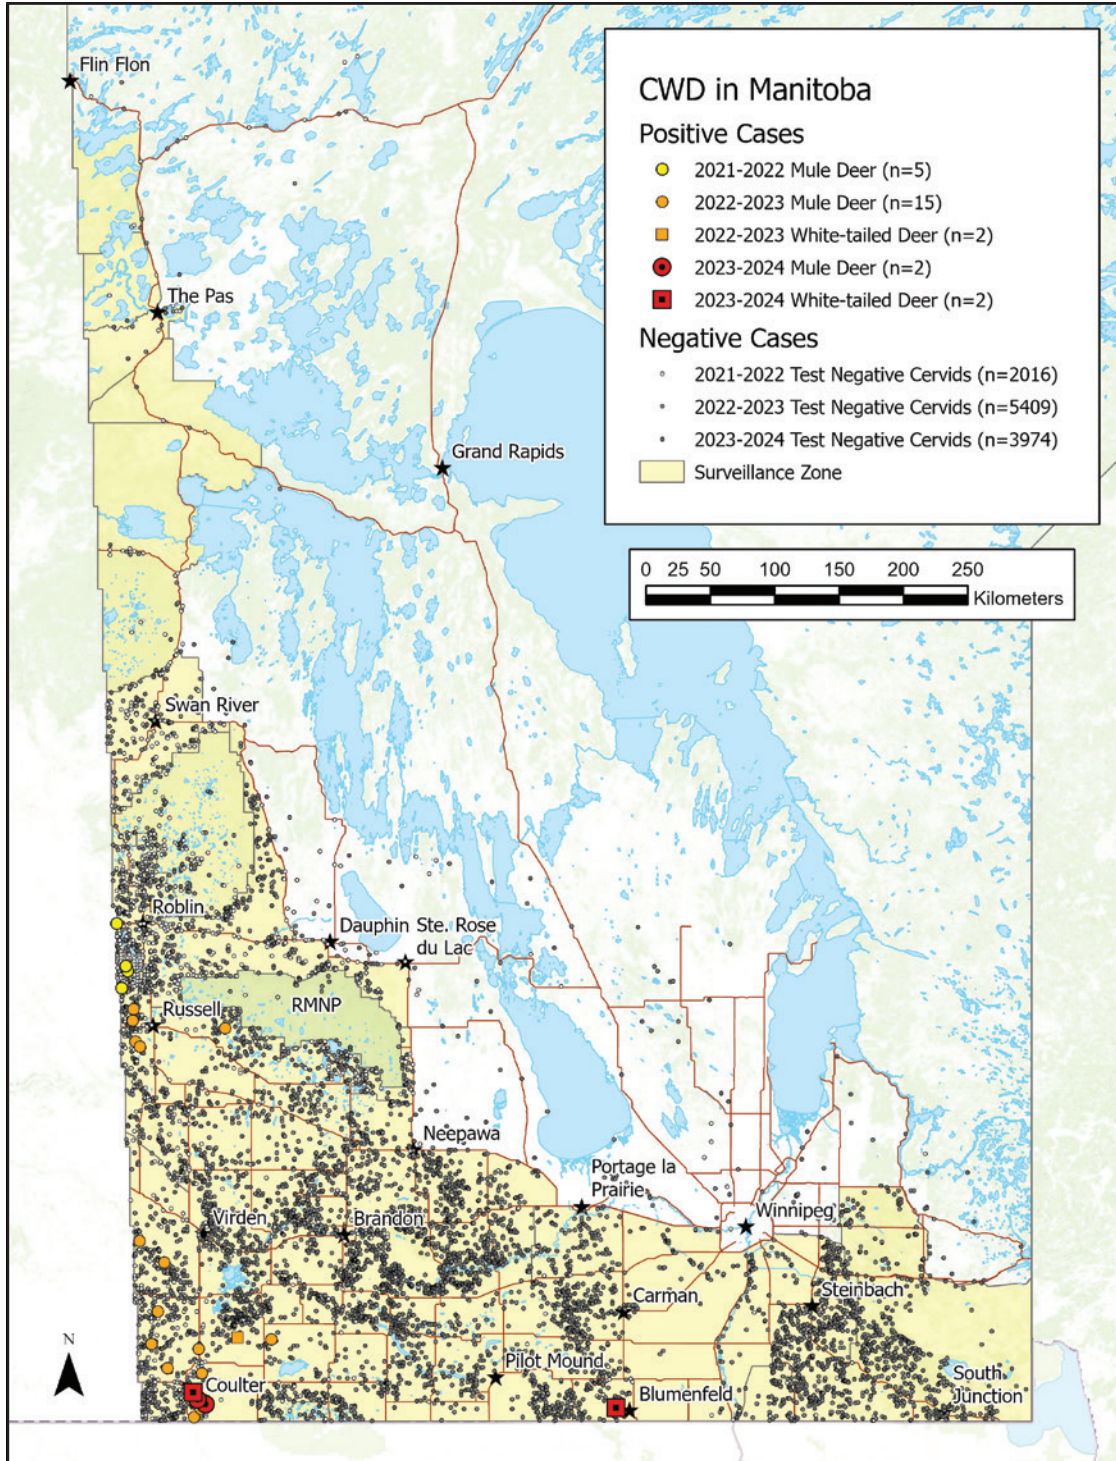 Flin Flon
CWD in Manitoba
Positive Cases
2021-2022 Mule Deer (n=5)
2022-2023 Mule Deer (n=15)
2022-2023 White-tailed Deer (n=2)
2023-2024 Mule Deer (n=2)
2023-2024 White-tailed Deer (n=2)
Negative Cases
2021-2022 Test Negative Cervids (n=2016)
2022-2023 Test Negative Cervids (n=5409)
2023-2024 Test Negative Cervids (n=3974)
Surveillance Zone
The Pas
Grand Rapids
0 25 50 100 150 200 250
Kilometers
Swan River
Roblin
Dauphin
Ste. Rose
du Lac
RMNP
Russell
Neepawa
Portage la
Prairie
Winnipeg
Virden
Brandon
Carman
Steinbach
N
Pilot Mound
Coulter
Blumenfeld
South
Junction